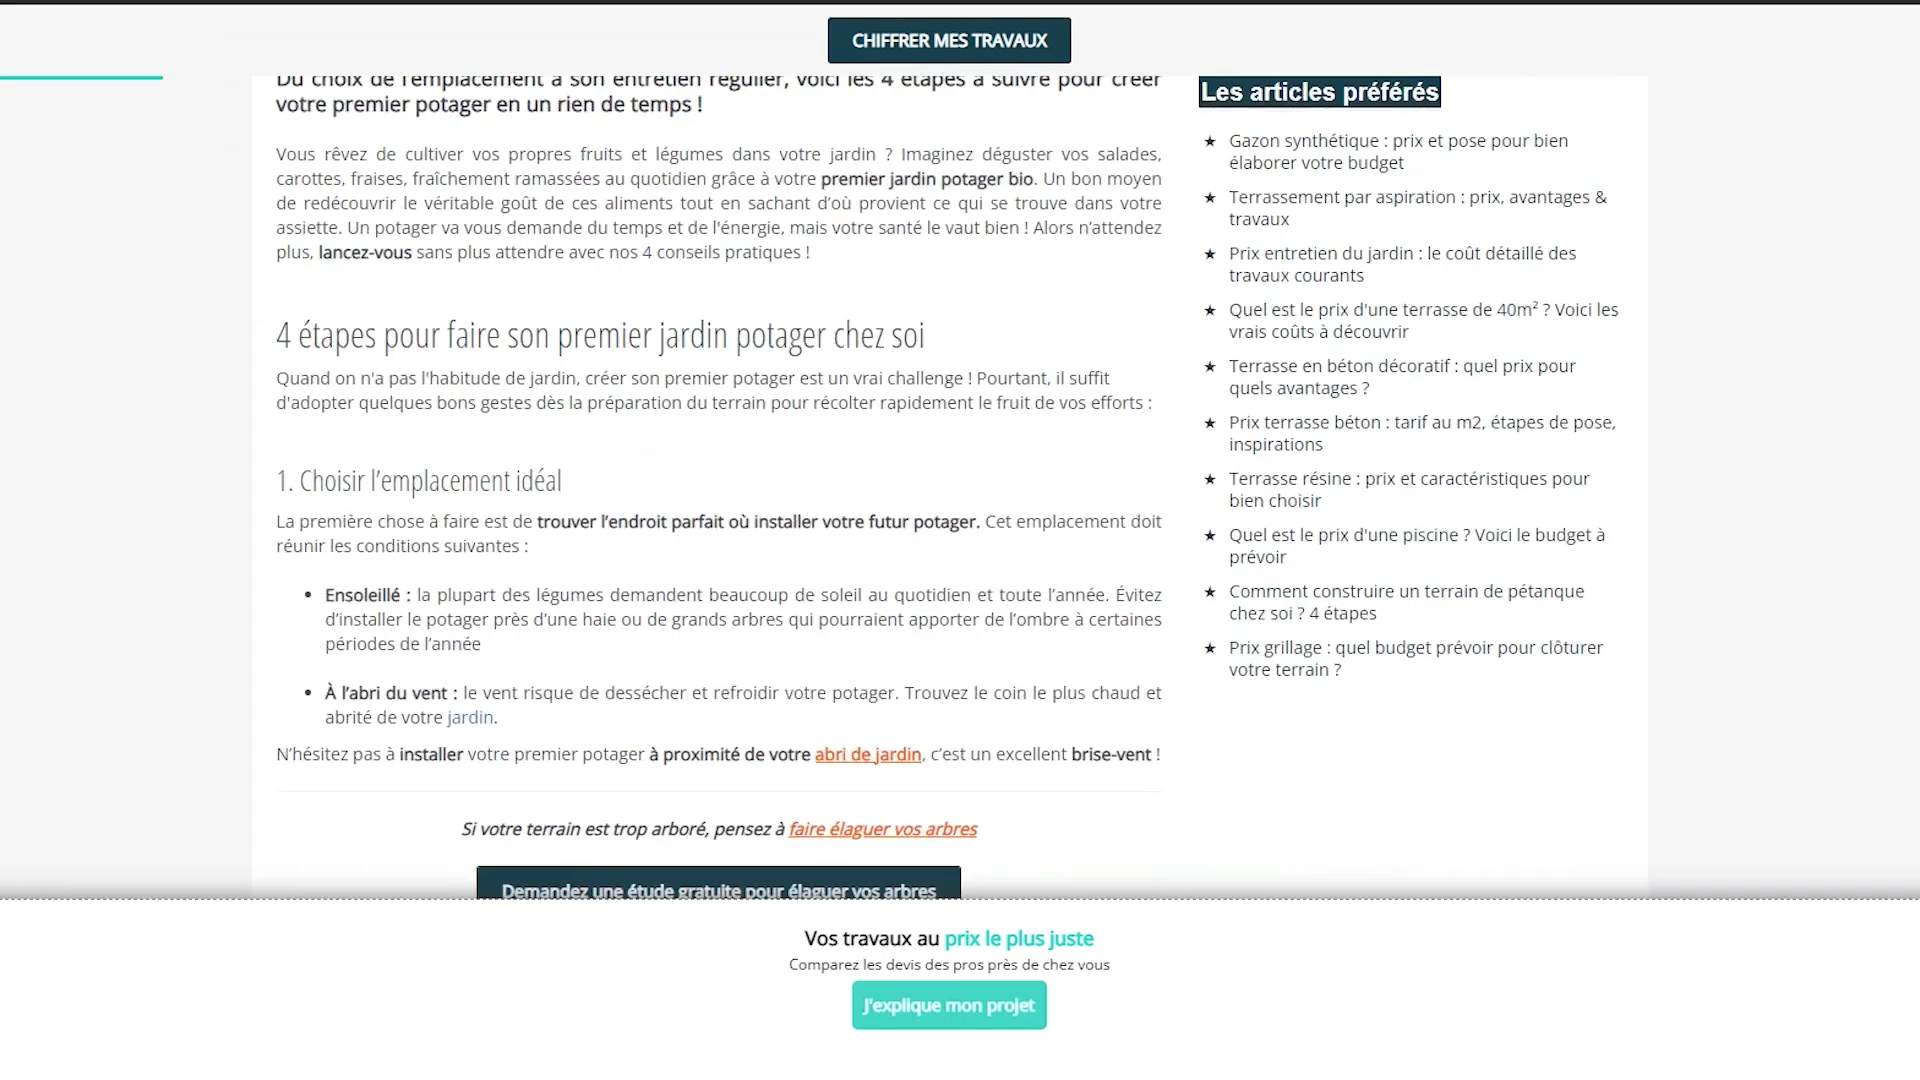 CHIFFRER MES TRAVAUX
Du choix de l'emplacement à son entretien régulier, voici les 4 étapes à suivre pour créer
votre premier potager en un rien de temps !
Vous rêvez de cultiver vos propres fruits et légumes dans votre jardin ? Imaginez déguster vos salades,
carottes, fraises, fraîchement ramassées au quotidien grâce à votre premier jardin potager bio. Un bon moyen
de redécouvrir le véritable goût de ces aliments tout en sachant d’où provient ce qui se trouve dans votre
assiette. Un potager va vous demande du temps et de l'énergie, mais votre santé le vaut bien ! Alors n’attendez
plus, lancez-vous sans plus attendre avec nos 4 conseils pratiques !
4 étapes pour faire son premier jardin potager chez soi
Quand on n'a pas l'habitude de jardin, créer son premier potager est un vrai challenge ! Pourtant, il suffit
d'adopter quelques bons gestes dès la préparation du terrain pour récolter rapidement le fruit de vos efforts :
1. Choisir l’emplacement idéal
La première chose à faire est de trouver l’endroit parfait où installer votre futur potager. Cet emplacement doit
réunir les conditions suivantes :
• Ensoleillé : la plupart des légumes demandent beaucoup de soleil au quotidien et toute l’année. Évitez
d’installer le potager près d’une haie ou de grands arbres qui pourraient apporter de l’ombre à certaines
périodes de l’année
• À l’abri du vent : le vent risque de dessécher et refroidir votre potager. Trouvez le coin le plus chaud et
abrité de votre jardin.
N’hésitez pas à installer votre premier potager à proximité de votre abri de jardin, c’est un excellent brise-vent !
Si votre terrain est trop arboré, pensez à faire élaguer vos arbres
Demandez une étude gratuite pour élaguer vos arbres
Les articles préférés
★ Gazon synthétique : prix et pose pour bien
élaborer votre budget
★ Terrassement par aspiration : prix, avantages &
travaux
★ Prix entretien du jardin : le coût détaillé des
travaux courants
★ Quel est le prix d'une terrasse de 40m² ? Voici les
vrais coûts à découvrir
★ Terrasse en béton décoratif : quel prix pour
quels avantages ?
★ Prix terrasse béton : tarif au m2, étapes de pose,
inspirations
★ Terrasse résine : prix et caractéristiques pour
bien choisir
★ Quel est le prix d'une piscine ? Voici le budget à
prévoir
★ Comment construire un terrain de pétanque
chez soi ? 4 étapes
★ Prix grillage : quel budget prévoir pour clôturer
votre terrain ?
Vos travaux au prix le plus juste
Comparez les devis des pros près de chez vous
J'explique mon projet